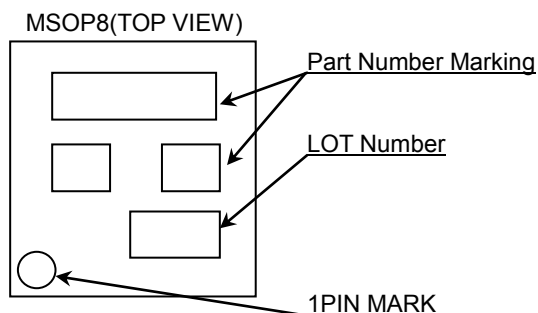 MSOP8(TOP VIEW)
Part Number Marking
LOT Number
1PIN MARK